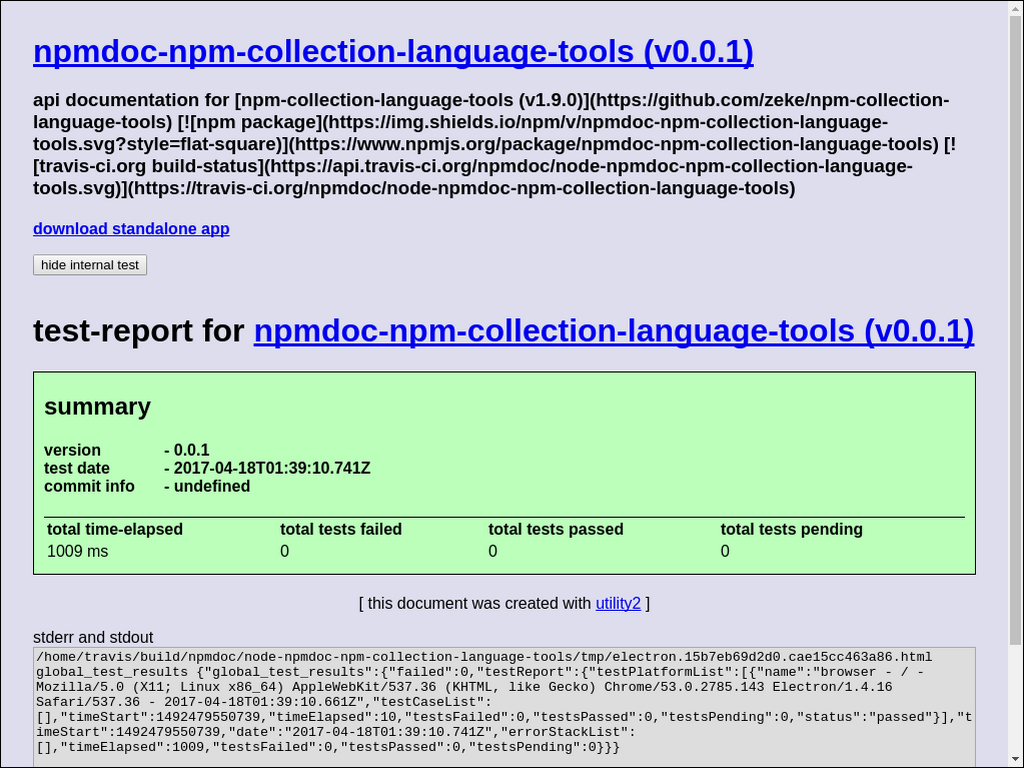 npmdoc-npm-collection-language-tools (v0.0.1)
api documentation for [npm-collection-language-tools (v1.9.0)](https://github.com/zeke/npm-collection-
language-tools) [![npm package](https://img.shields.io/npm/v/npmdoc-npm-collection-language-
tools.svg?style=flat-square)](https://www.npmjs.org/package/npmdoc-npm-collection-language-tools) [!
[travis-ci.org build-status](https://api.travis-ci.org/npmdoc/node-npmdoc-npm-collection-language-
tools.svg)](https://travis-ci.org/npmdoc/node-npmdoc-npm-collection-language-tools)
download standalone app
hide internal test
test-report for npmdoc-npm-collection-language-tools (v0.0.1)
summary
version - 0.0.1
test date - 2017-04-18T01:39:10.741Z
commit info - undefined
total time-elapsed total tests failed total tests passed total tests pending
1009 ms 0 0 0
[ this document was created with utility2 ]
stderr and stdout
/home/travis/build/npmdoc/node-npmdoc-npm-collection-language-tools/tmp/electron.15b7eb69d2d0.cae15cc463a86.html
global_test_results {"global_test_results":{"failed":0,"testReport":{"testPlatformList":[{"name":"browser - / -
Mozilla/5.0 (X11; Linux x86_64) AppleWebKit/537.36 (KHTML, like Gecko) Chrome/53.0.2785.143 Electron/1.4.16
Safari/537.36 - 2017-04-18T01:39:10.661Z","testCaseList":
[],"timeStart":1492479550739,"timeElapsed":10,"testsFailed":0,"testsPassed":0,"testsPending":0,"status":"passed"}],"t
imeStart":1492479550739,"date":"2017-04-18T01:39:10.741Z","errorStackList":
[],"timeElapsed":1009,"testsFailed":0,"testsPassed":0,"testsPending":0}}}